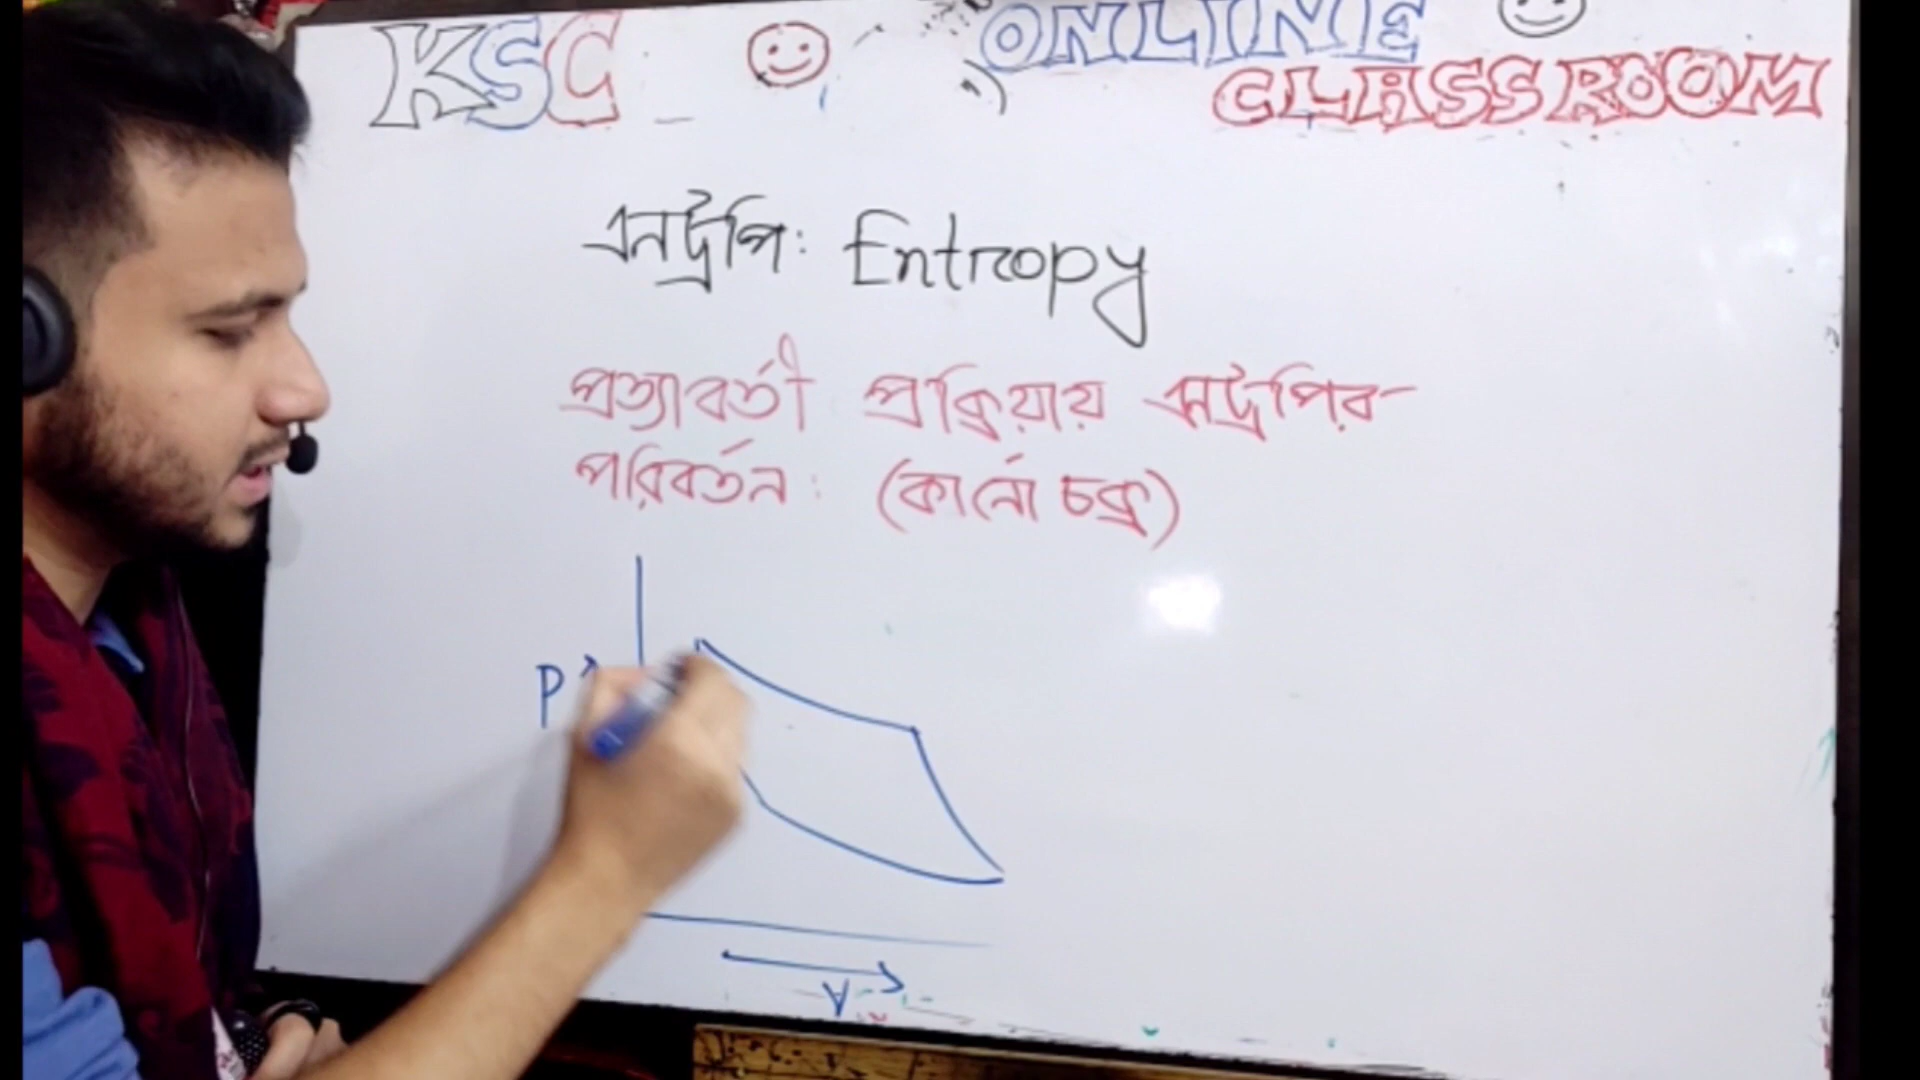 KSC ONLINE
CLASSROOM
এনট্রপি: Entropy
প্রত্যাবর্তী প্রক্রিয়ায় এনট্রপির
পরিবর্তন: (কার্নো চক্র)
P
V